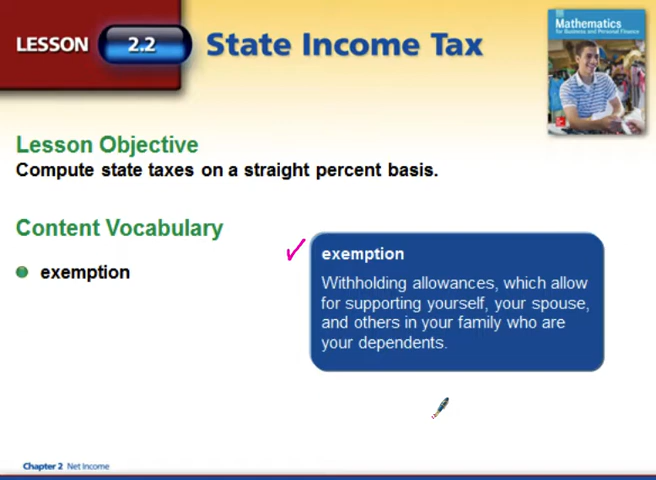 LESSON 2.2 State Income Tax
Mathematics
for Business and Personal Finance
Lesson Objective
Compute state taxes on a straight percent basis.
Content Vocabulary
exemption
exemption
Withholding allowances, which allow
for supporting yourself, your spouse,
and others in your family who are
your dependents.
Chapter 2 Net Income